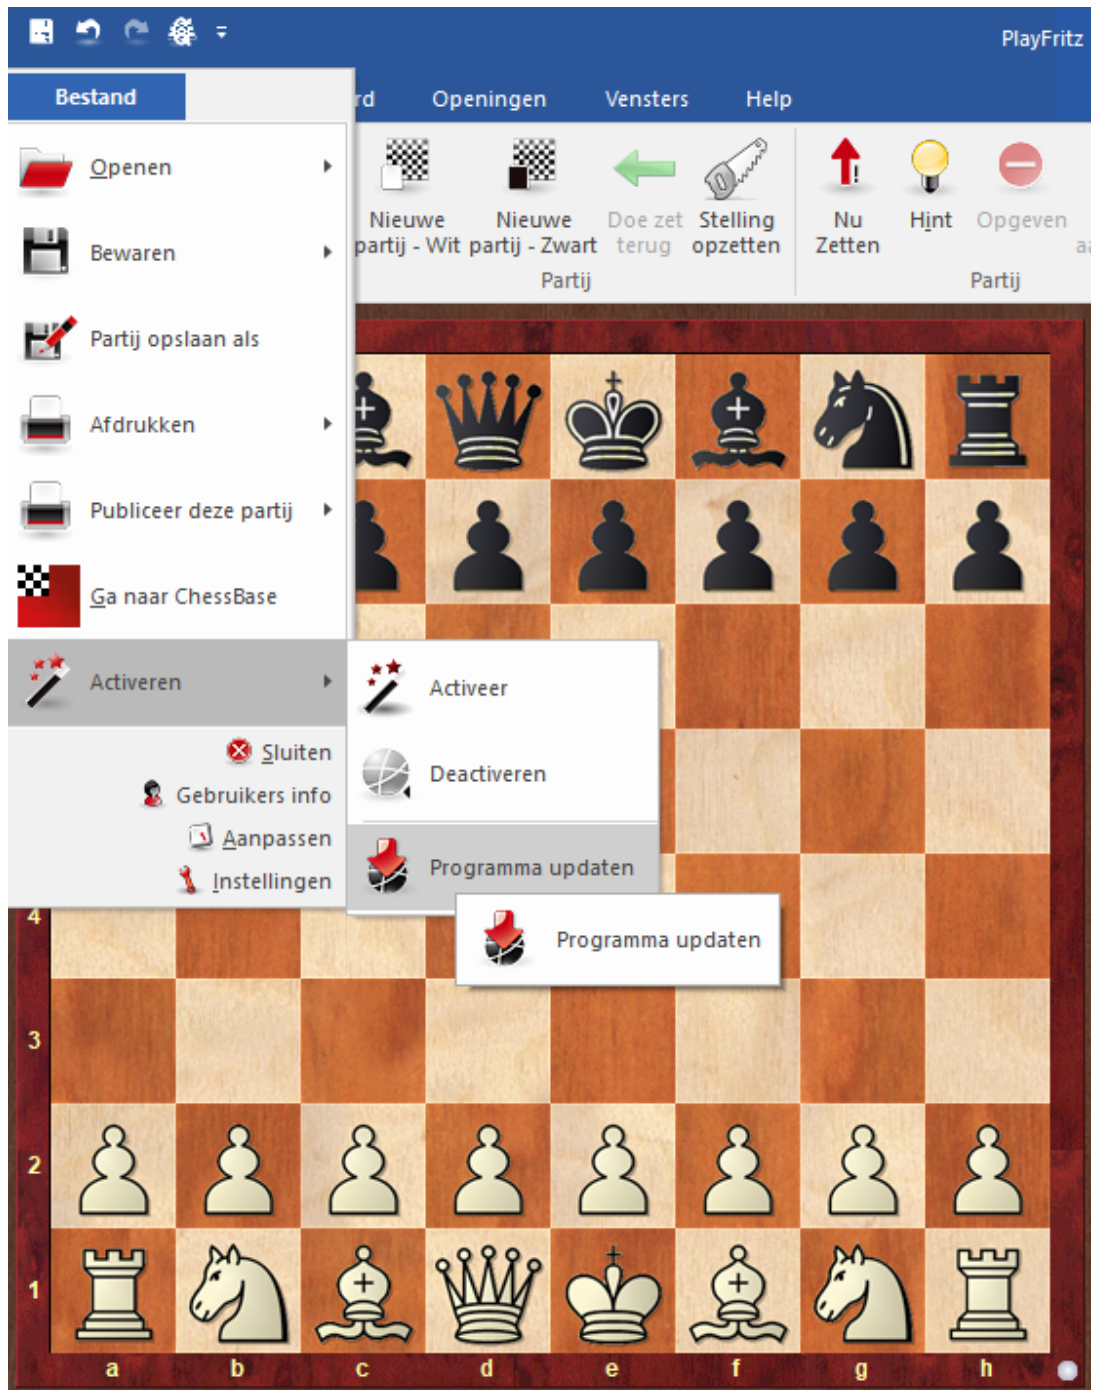 PlayFritz
Bestand
Openingen
Vensters
Help
Openen
Bewaren
Partij opslaan als
Afdrukken
Publiceer deze partij
Ga naar ChessBase
Activeren
Sluiten
Gebruikers info
Aanpassen
Instellingen
Nieuwe
partij - Wit
Nieuwe
partij - Zwart
Doe zet
terug
Stelling
opzetten
Partij
Nu
Zetten
Hint
Opgeven
Partij
Activeer
Deactiveren
Programma updaten
Programma updaten
4
3
2
1
a b c d e f g h